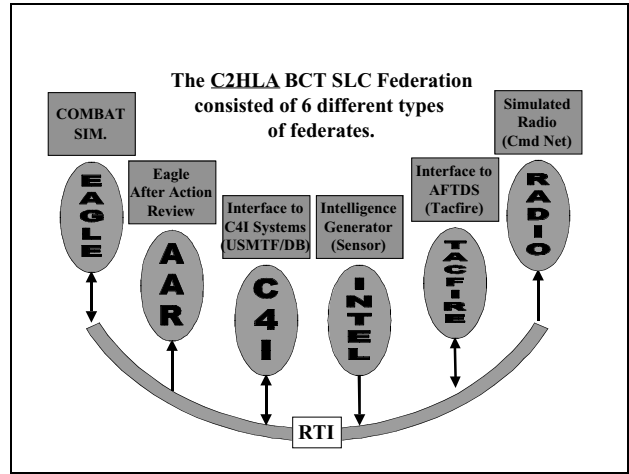 The C2HLA BCT SLC Federation
consisted of 6 different types
of federates.
COMBAT
SIM.
EAGLE
Eagle
After Action
Review
AAR
Interface to
C4I Systems
(USMTF/DB)
C4I
Intelligence
Generator
(Sensor)
INTEL
Interface to
AFTDS
(Tacfire)
TACFIRE
Simulated
Radio
(Cmd Net)
RADIO
RTI